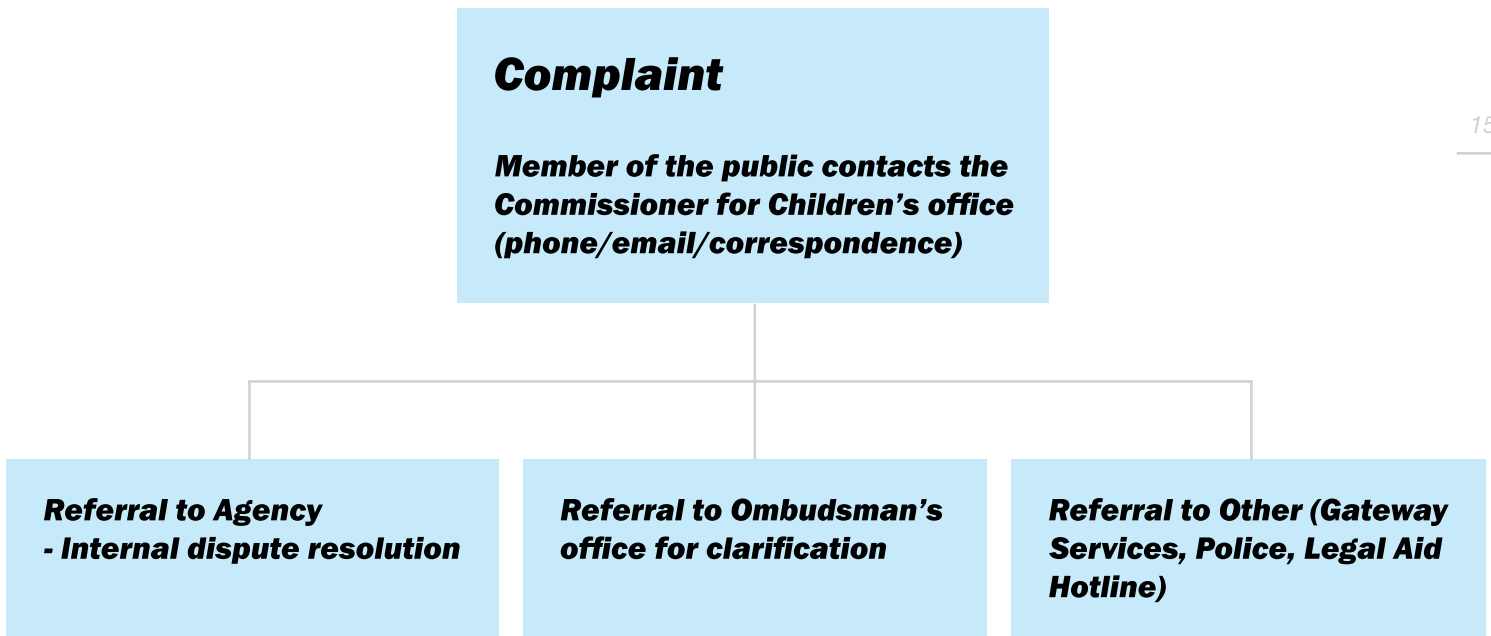 Complaint
Member of the public contacts the
Commissioner for Children’s office
(phone/email/correspondence)
15
Referral to Agency
- Internal dispute resolution
Referral to Ombudsman’s
office for clarification
Referral to Other (Gateway
Services, Police, Legal Aid
Hotline)